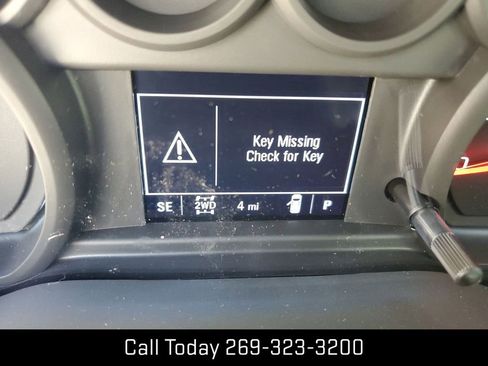 Key Missing
Check for Key
SE 2WD 4 mi P
Call Today 269-323-3200